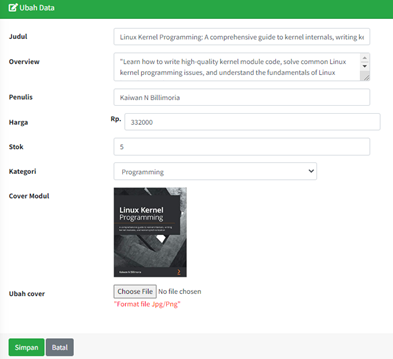 Ubah Data
Judul Linux Kernel Programming: A comprehensive guide to kernel internals, writing ke
Overview "Learn how to write high-quality kernel module code, solve common Linux
kernel programming issues, and understand the fundamentals of Linux
Penulis Kaiwan N Billimoria
Harga Rp. 332000
Stok 5
Kategori Programming
Cover Modul
Linux Kernel
Programming
Ubah cover Choose File No file chosen
"Format file Jpg/Png"
Simpan Batal